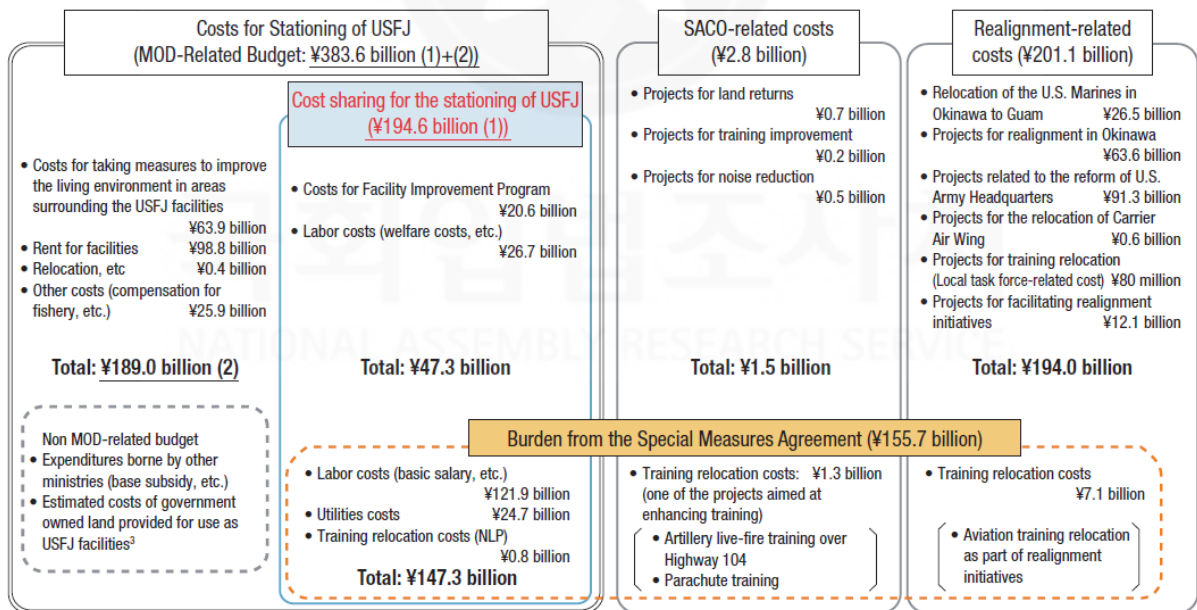 Costs for Stationing of USFJ
(MOD-Related Budget: ¥383.6 billion (1)+(2))
Cost sharing for the stationing of USFJ
(¥194.6 billion (1))
• Costs for taking measures to improve
the living environment in areas
surrounding the USFJ facilities
¥63.9 billion
• Rent for facilities ¥98.8 billion
• Relocation, etc ¥0.4 billion
• Other costs (compensation for
fishery, etc.) ¥25.9 billion
Total: ¥189.0 billion (2)
• Costs for Facility Improvement Program
¥20.6 billion
• Labor costs (welfare costs, etc.)
¥26.7 billion
Total: ¥47.3 billion
SACO-related costs
(¥2.8 billion)
• Projects for land returns
¥0.7 billion
• Projects for training improvement
¥0.2 billion
• Projects for noise reduction
¥0.5 billion
Total: ¥1.5 billion
Realignment-related
costs (¥201.1 billion)
• Relocation of the U.S. Marines in
Okinawa to Guam ¥26.5 billion
• Projects for realignment in Okinawa
¥63.6 billion
• Projects related to the reform of U.S.
Army Headquarters ¥91.3 billion
• Projects for the relocation of Carrier
Air Wing ¥0.6 billion
• Projects for training relocation
(Local task force-related cost) ¥80 million
• Projects for facilitating realignment
initiatives ¥12.1 billion
Total: ¥194.0 billion
국회입법조사처
NATIONAL ASSEMBLY RESEARCH SERVICE
Non MOD-related budget
• Expenditures borne by other
ministries (base subsidy, etc.)
• Estimated costs of government
owned land provided for use as
USFJ facilities³
Burden from the Special Measures Agreement (¥155.7 billion)
• Labor costs (basic salary, etc.)
¥121.9 billion
• Utilities costs ¥24.7 billion
• Training relocation costs (NLP)
¥0.8 billion
Total: ¥147.3 billion
• Training relocation costs: ¥1.3 billion
(one of the projects aimed at
enhancing training)
• Artillery live-fire training over
Highway 104
• Parachute training
• Training relocation costs
¥7.1 billion
• Aviation training relocation
as part of realignment
initiatives